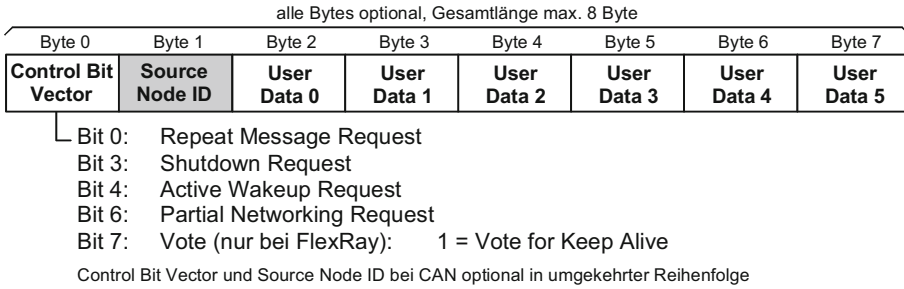 alle Bytes optional, Gesamtlänge max. 8 Byte
Byte 0 Byte 1 Byte 2 Byte 3 Byte 4 Byte 5 Byte 6 Byte 7
Control Bit Vector Source Node ID User Data 0 User Data 1 User Data 2 User Data 3 User Data 4 User Data 5
Bit 0: Repeat Message Request
Bit 3: Shutdown Request
Bit 4: Active Wakeup Request
Bit 6: Partial Networking Request
Bit 7: Vote (nur bei FlexRay): 1 = Vote for Keep Alive
Control Bit Vector und Source Node ID bei CAN optional in umgekehrter Reihenfolge